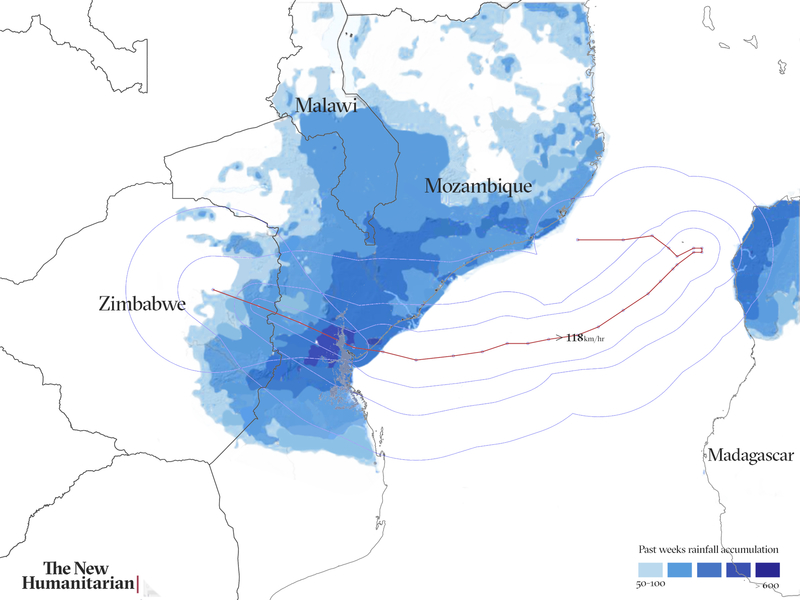 Malawi
Mozambique
Zimbabwe
> 118km/hr
Madagascar
Past weeks rainfall accumulation
50-100
> 600
The New
Humanitarian